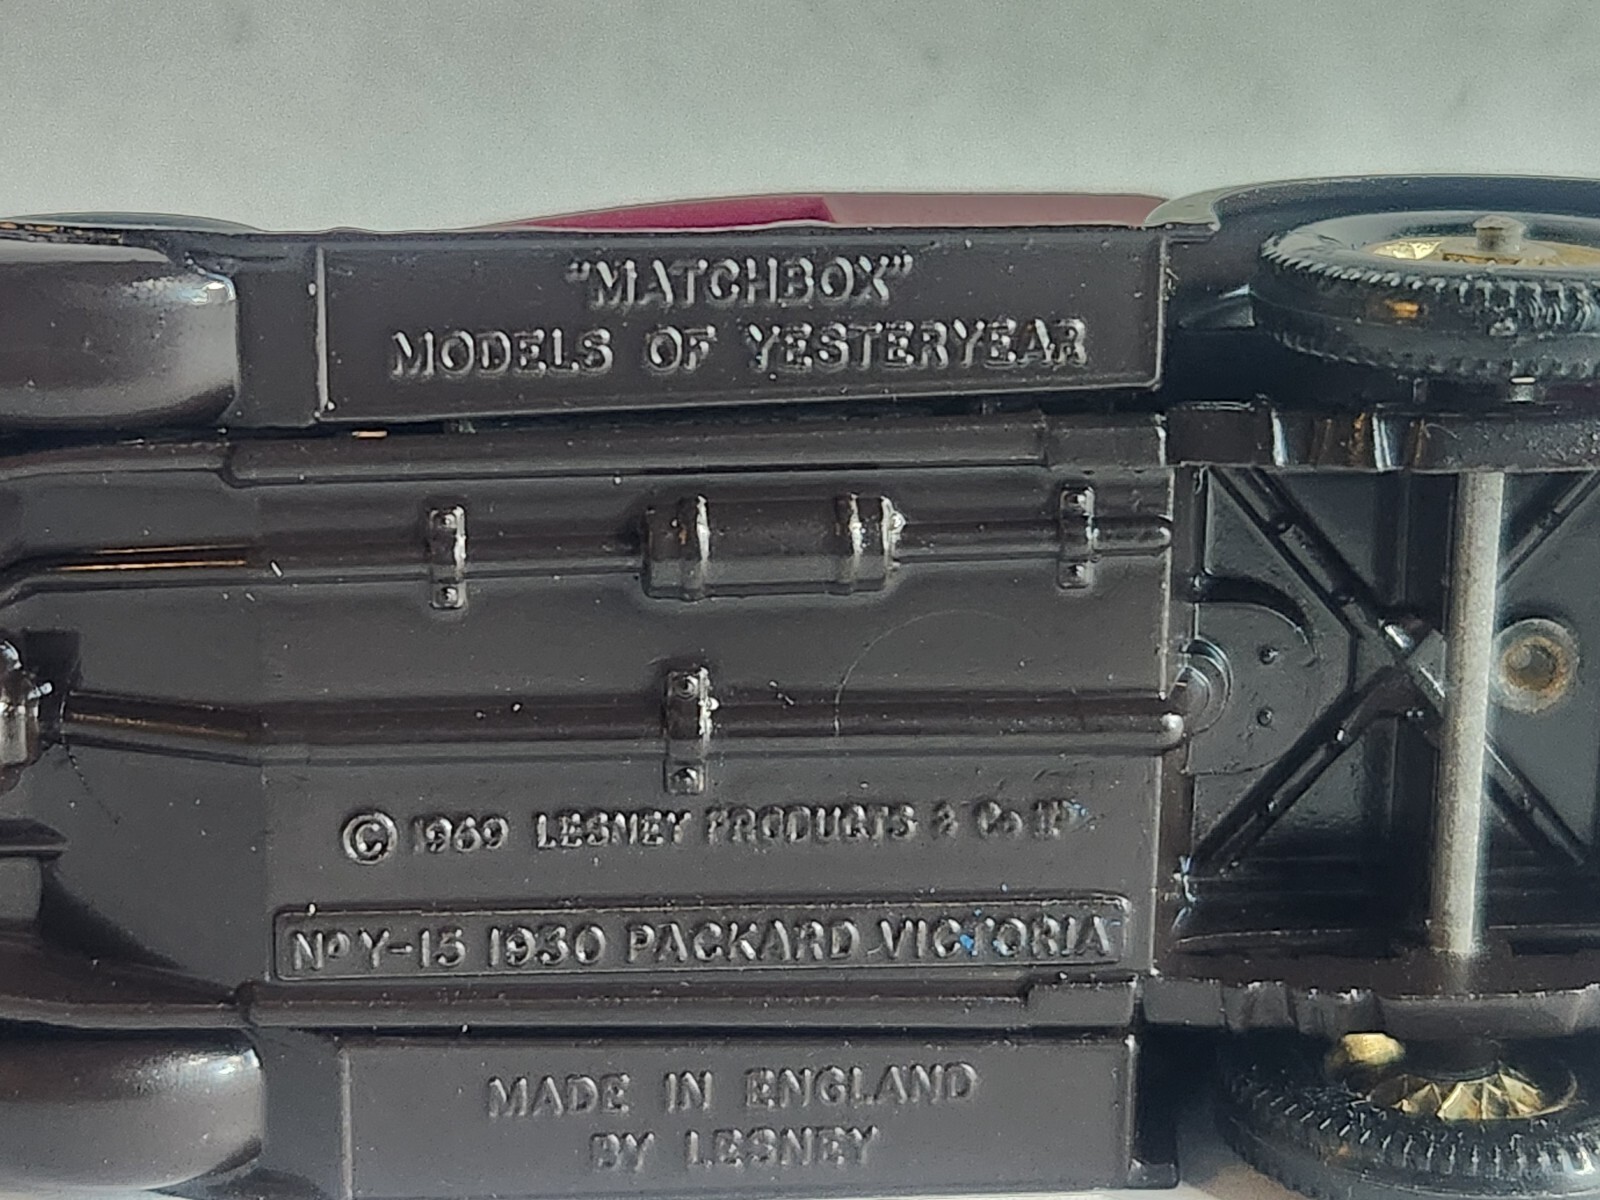 "MATCHBOX"
MODELS OF YESTERYEAR
© 1969 LESNEY PRODUCTS & Co LTD
No Y-15 1930 PACKARD VICTORIA
MADE IN ENGLAND
BY LESNEY